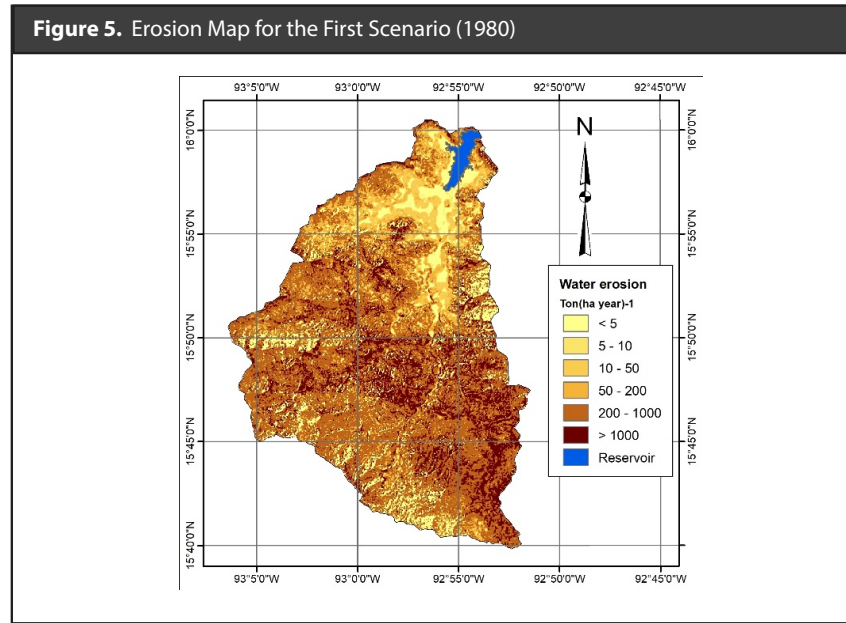 Figure 5. Erosion Map for the First Scenario (1980)
93°5'0"W 93°0'0"W 92°55'0"W 92°50'0"W 92°45'0"W
16°0'0"N 16°0'0"N
N
15°55'0"N 15°55'0"N
Water erosion
Ton(ha year)-1
< 5
5 - 10
15°50'0"N 15°50'0"N
10 - 50
50 - 200
200 - 1000
> 1000
15°45'0"N 15°45'0"N
Reservoir
15°40'0"N 15°40'0"N
93°5'0"W 93°0'0"W 92°55'0"W 92°50'0"W 92°45'0"W